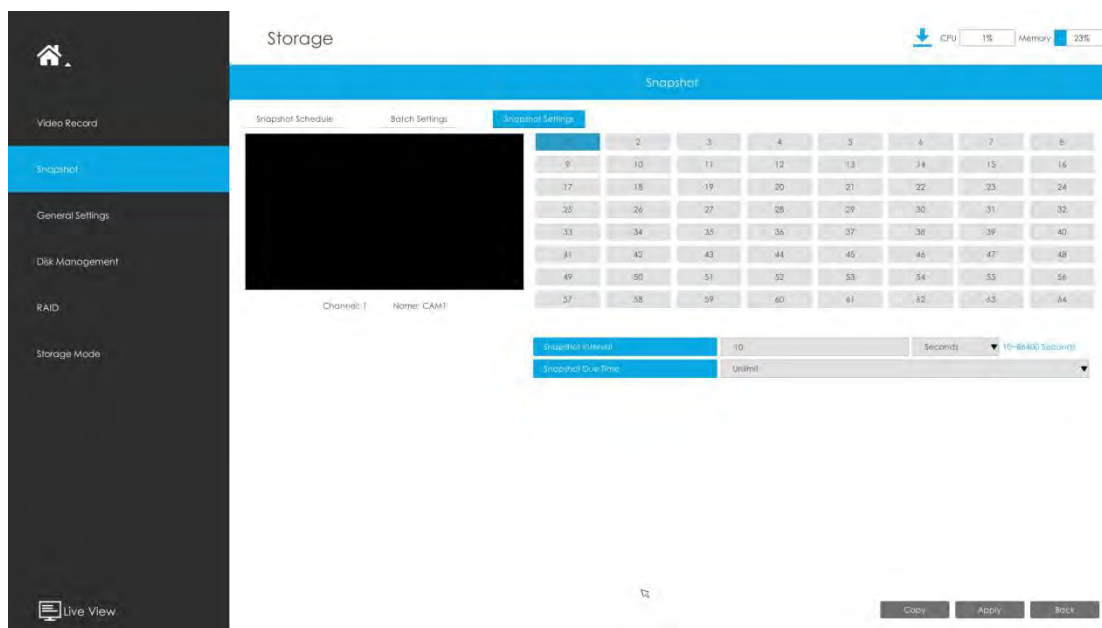 Storage
CPU 1% Memory 23%
Snapshot
Video Record
Snapshot
General Settings
Disk Management
RAID
Storage Mode
Live View
Snapshot Schedule Batch Settings Snapshot Settings
2 3 4 5 6 7 8
9 10 11 12 13 14 15 16
17 18 19 20 21 22 23 24
25 26 27 28 29 30 31 32
33 34 35 36 37 38 39 40
41 42 43 44 45 46 47 48
49 50 51 52 53 54 55 56
57 58 59 60 61 62 63 64
Channel: 1 Name: CAM1
Snapshot Interval 10 Seconds 10~86400 Seconds
Snapshot Due Time Unlimit
Copy Apply Back